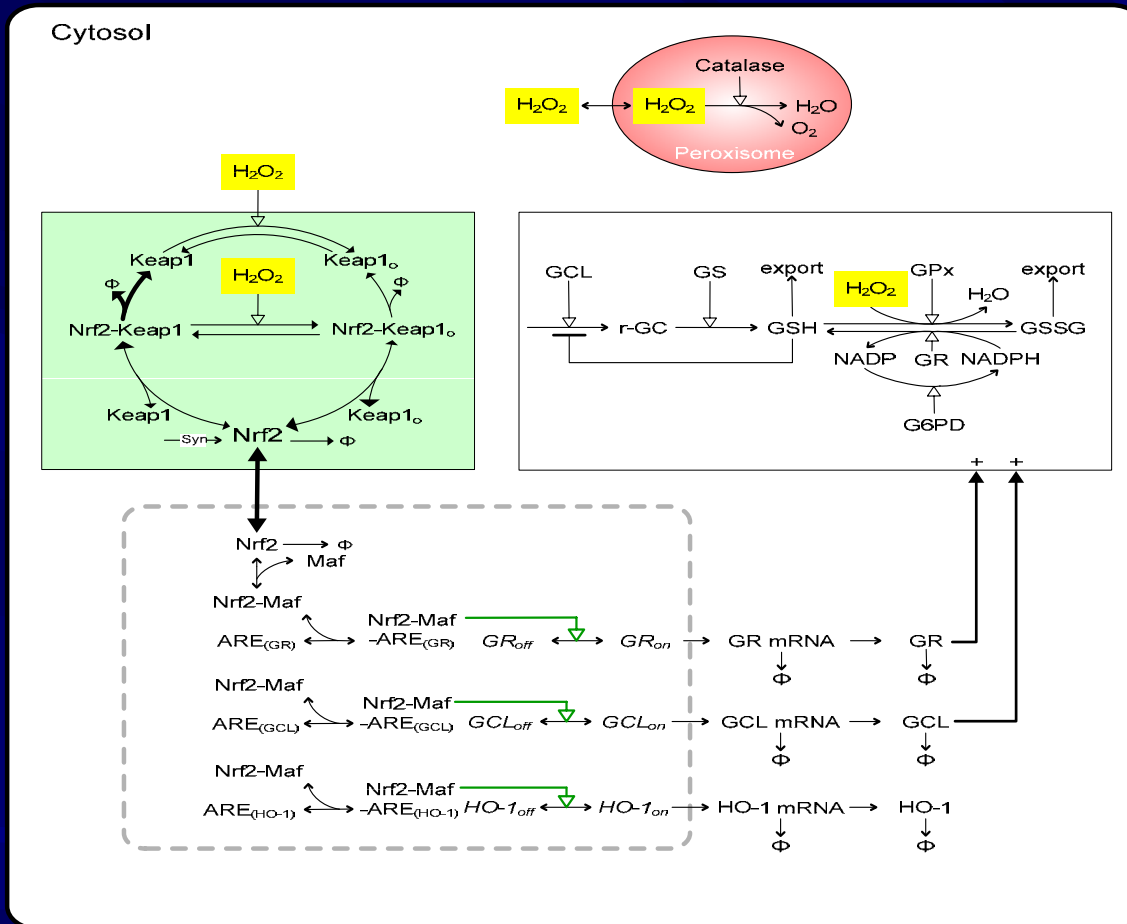 Cytosol
Catalase
H₂O₂
H₂O₂
H₂O
O₂
Peroxisome
H₂O₂
Keap1
Keap1ₒ
H₂O₂
Φ
Φ
Nrf2-Keap1
Nrf2-Keap1ₒ
Keap1
Keap1ₒ
Syn
Nrf2
Φ
GCL
GS
export
GPx
export
H₂O₂
H₂O
r-GC
GSH
GSSG
NADP
GR
NADPH
G6PD
+ +
Nrf2
Φ
Maf
Nrf2-Maf
Nrf2-Maf
ARE(GR)
-ARE(GR)
GRoff
GRon
GR mRNA
GR
Φ
Φ
Nrf2-Maf
Nrf2-Maf
ARE(GCL)
-ARE(GCL)
GCLoff
GCLon
GCL mRNA
GCL
Φ
Φ
Nrf2-Maf
Nrf2-Maf
ARE(HO-1)
-ARE(HO-1)
HO-1off
HO-1on
HO-1 mRNA
HO-1
Φ
Φ